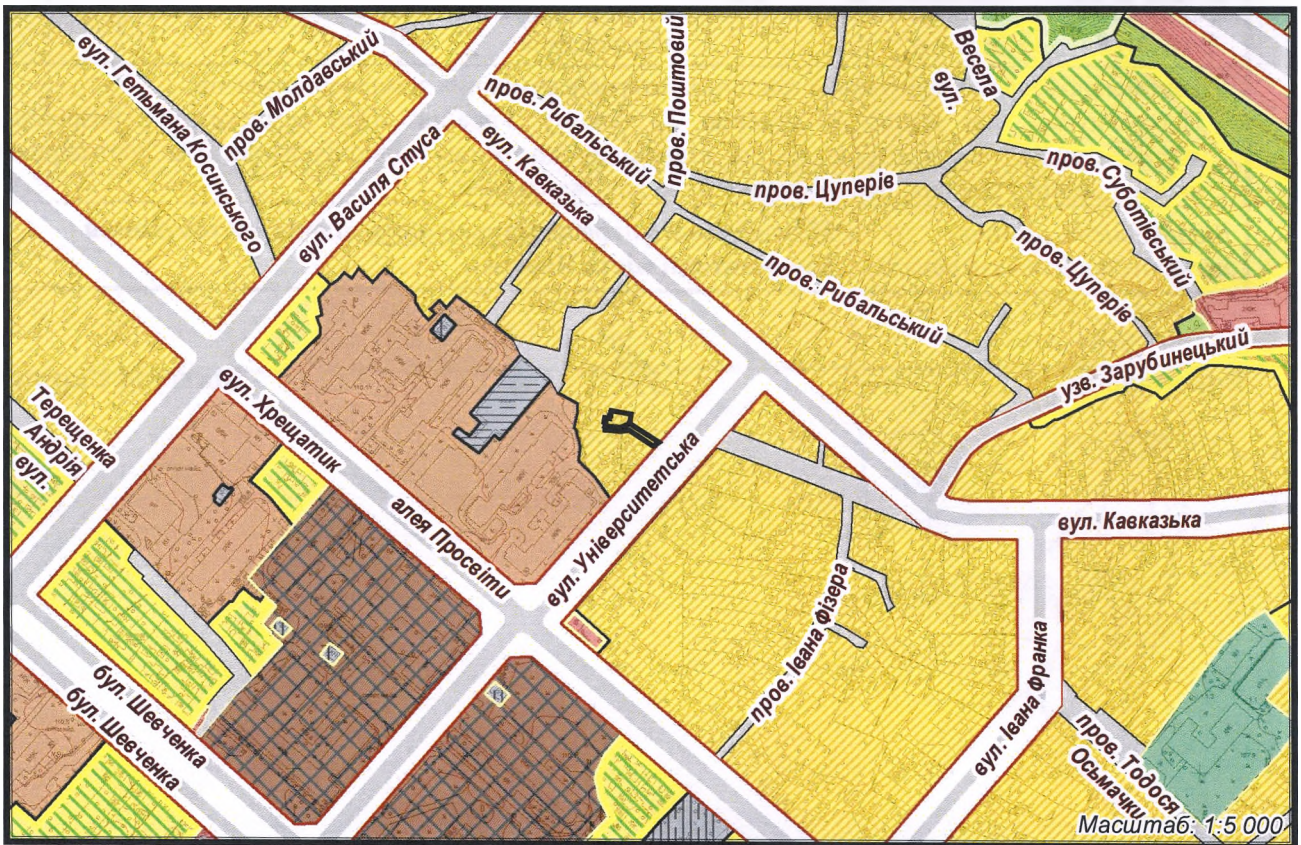 вул. Гетьмана Косинського
пров. Молдавський
вул. Василя Стуса
пров. Рибальський
вул. Кавказька
пров. Поштовий
пров. Цуперів
Весела
вул.
пров. Суботівський
пров. Цуперів
пров. Рибальський
узв. Зарубинецький
Терещенка
Андрія
вул.
вул. Хрещатик
алея Просвіти
вул. Університетська
вул. Кавказька
пров. Івана Фізера
вул. Івана Франка
пров. Тодося
Осьмачки
бул. Шевченка
бул. Шевченка
Масштаб: 1:5 000